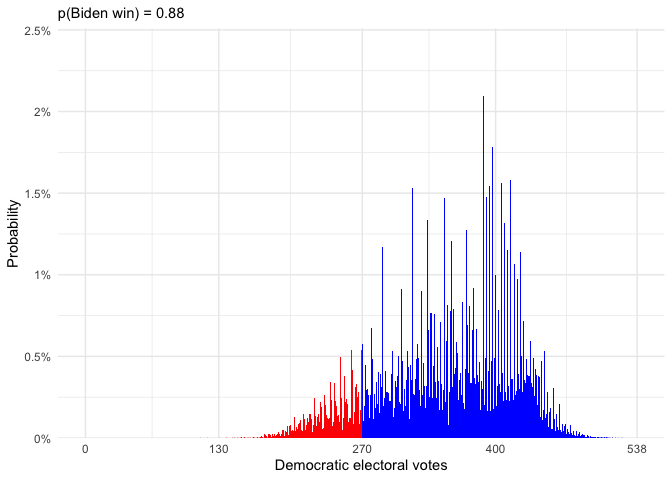 p(Biden win) = 0.88
2.5%
2%
1.5%
1%
0.5%
0%
Probability
0 130 270 400 538
Democratic electoral votes